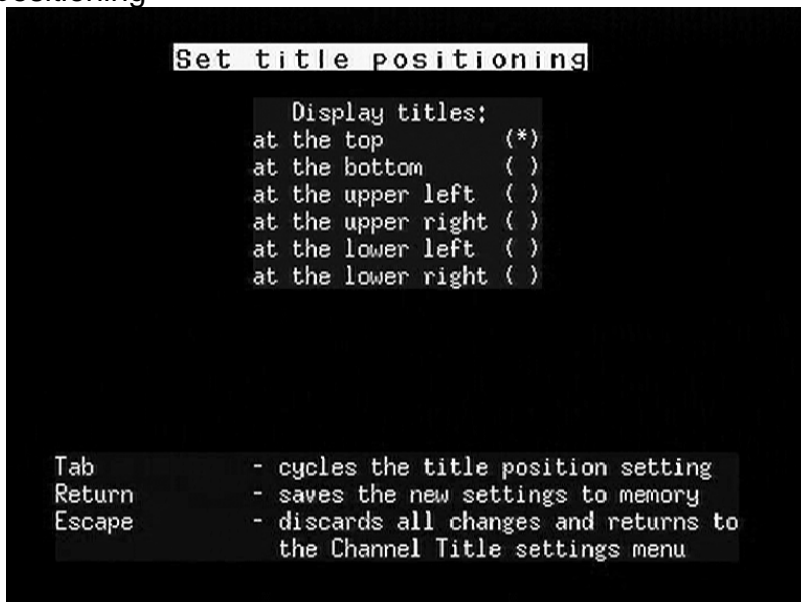 Set title positioning
Display titles:
at the top (*)
at the bottom ( )
at the upper left ( )
at the upper right ( )
at the lower left ( )
at the lower right ( )
Tab - cycles the title position setting
Return - saves the new settings to memory
Escape - discards all changes and returns to
the Channel Title settings menu